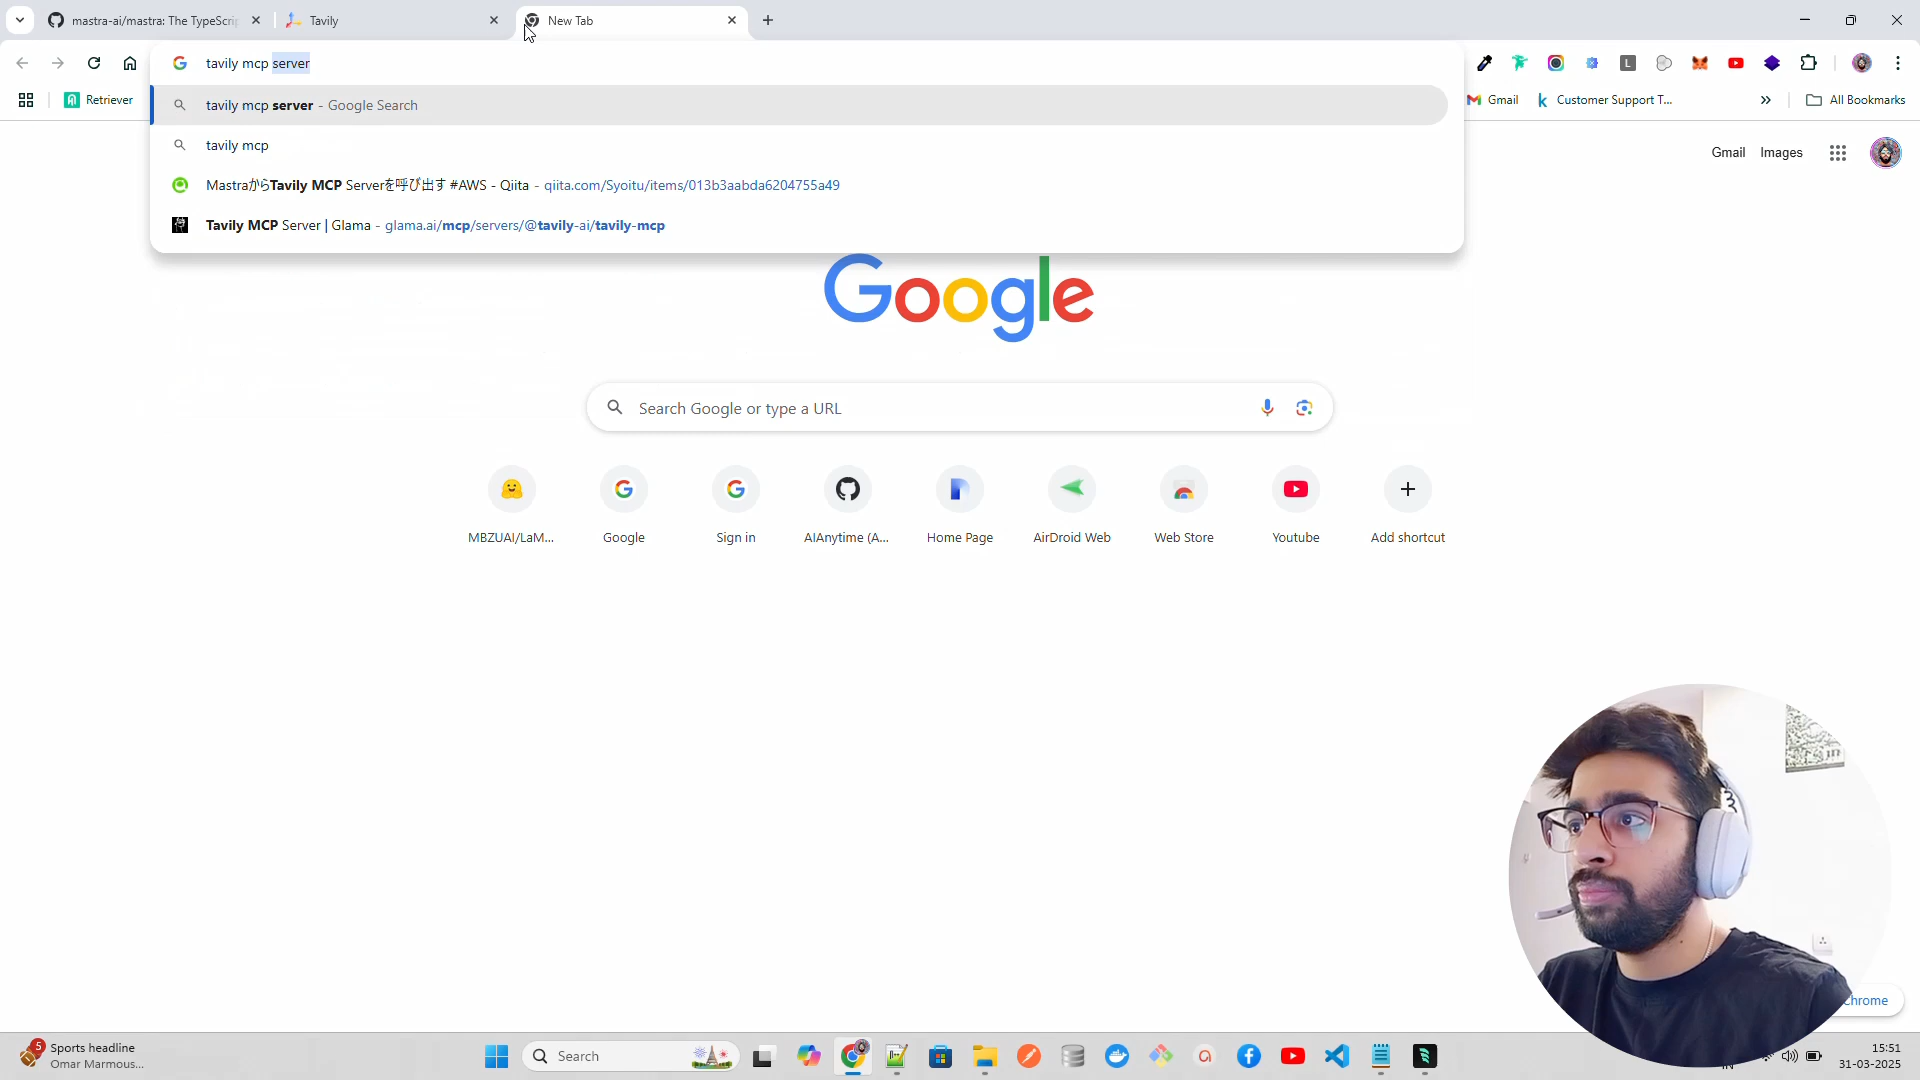 mastra-ai/mastra: The TypeScri
Tavily
New Tab
tavily mcp server
Retriever
Gmail
Customer Support T...
All Bookmarks
tavily mcp server - Google Search
tavily mcp
MastraからTavily MCP Serverを呼び出す #AWS - Qiita - qiita.com/Syoitu/items/013b3aabda6204755a49
Tavily MCP Server | Glama - glama.ai/mcp/servers/@tavily-ai/tavily-mcp
Gmail Images
Google
Search Google or type a URL
MBZUAI/LaM...
Google
Sign in
AIAnytime (A...
Home Page
AirDroid Web
Web Store
Youtube
Add shortcut
Chrome
5
Sports headline
Omar Marmous...
Search
IN
15:51
31-03-2025